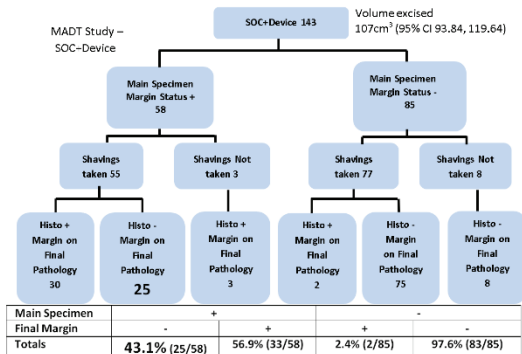 MADT Study –
SOC–Device
SOC+Device 143
Volume excised
107cm³ (95% CI 93.84, 119.64)
Main Specimen
Margin Status +
58
Main Specimen
Margin Status -
85
Shavings
taken 55
Shavings Not
taken 3
Shavings
taken 77
Shavings Not
taken 8
Histo +
Margin on
Final
Pathology
30
Histo -
Margin on
Final
Pathology
25
Histo +
Margin on
Final
Pathology
3
Histo +
Margin on
Final
Pathology
2
Histo -
Margin
on Final
Pathology
75
Histo -
Margin on
Final
Pathology
8
Main Specimen + -
Final Margin - + + -
Totals 43.1% (25/58) 56.9% (33/58) 2.4% (2/85) 97.6% (83/85)